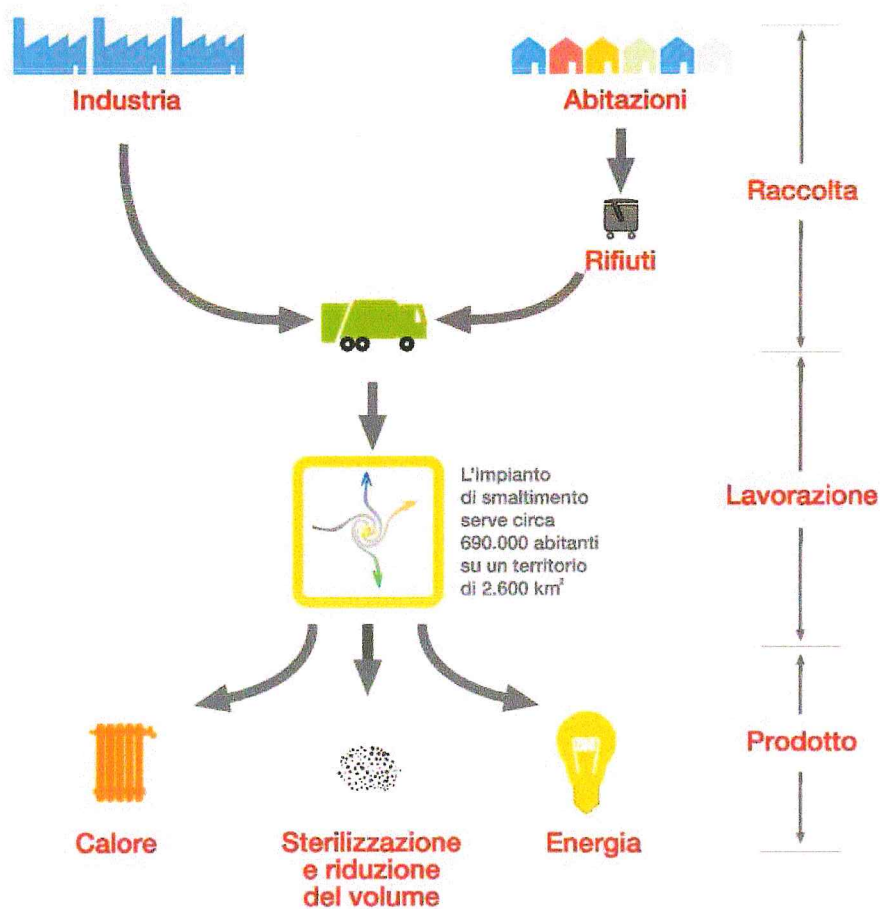 Industria
Abitazioni
Raccolta
Rifiuti
L'impianto
di smaltimento
serve circa
690.000 abitanti
su un territorio
di 2.600 km²
Lavorazione
Prodotto
Calore
Sterilizzazione
e riduzione
del volume
Energia